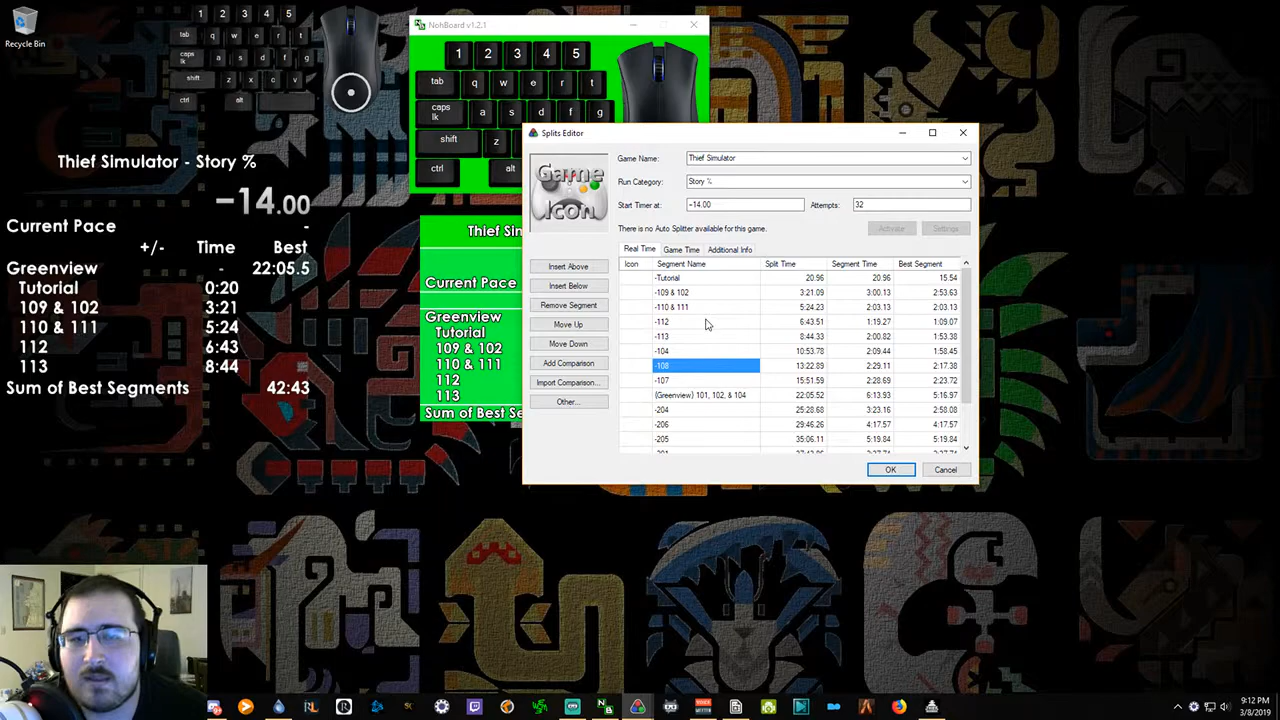 Recycle Bin
1 2 3 4 5
tab q w e r t
caps lk a s d f g
shift z x c v b
ctrl alt
NohBoard v1.2.1
1 2 3 4 5
tab q w e r t
caps lk a s d f g
shift z
ctrl alt
Thief Simulator - Story %
-14.00
Current Pace -
+/- Time Best
Greenview - 22:05.5
Tutorial 0:20
109 & 102 3:21
110 & 111 5:24
112 6:43
113 8:44
Sum of Best Segments 42:43
Thief Sin
Current Pace
Greenview
Tutorial
109 & 102
110 & 111
112
113
Sum of Best Se
Splits Editor
Game Icon
Game Name: Thief Simulator
Run Category: Story %
Start Timer at: -14.00 Attempts: 32
There is no Auto Splitter available for this game. Activate Settings
Real Time Game Time Additional Info
Insert Above
Insert Below
Remove Segment
Move Up
Move Down
Add Comparison
Import Comparison...
Other...
Icon Segment Name Split Time Segment Time Best Segment
-Tutorial 20.96 20.96 15.54
-109 & 102 3:21.09 3:00.13 2:53.63
-110 & 111 5:24.23 2:03.13 2:03.13
-112 6:43.51 1:19.27 1:09.07
-113 8:44.33 2:00.82 1:53.38
-104 10:53.78 2:09.44 1:58.45
-108 13:22.89 2:29.11 2:17.38
-107 15:51.59 2:28.69 2:23.72
{Greenview} 101, 102, & 104 22:05.52 6:13.93 5:16.97
-204 25:28.68 3:23.16 2:58.08
-206 29:46.26 4:17.57 4:17.57
-205 35:06.11 5:19.84 5:19.84
OK Cancel
9:12 PM
3/8/2019